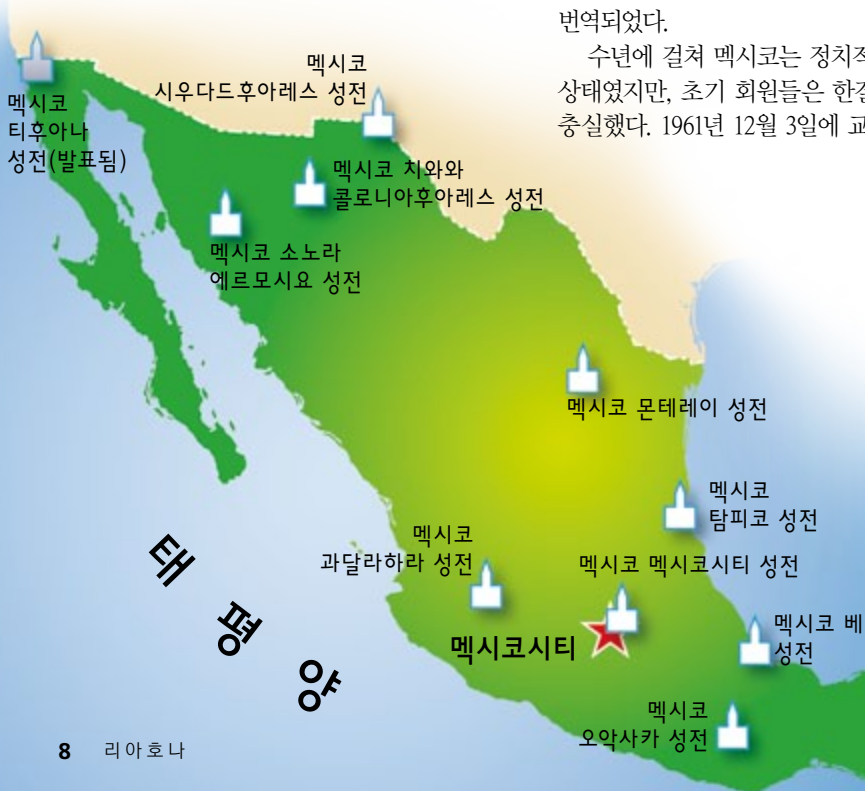 번역되었다.
수년에 걸쳐 멕시코는 정치적
상태였지만, 초기 회원들은 한결
충실했다. 1961년 12월 3일에 교
멕시코
시우다드후아레스 성전
멕시코
티후아나
성전(발표됨)
멕시코 치와와
콜로니아후아레스 성전
멕시코 소노라
에르모시요 성전
멕시코 몬테레이 성전
멕시코
탐피코 성전
멕시코
과달라하라 성전
멕시코 멕시코시티 성전
멕시코시티
멕시코 베
성전
멕시코
오악사카 성전
태평양
8 리아호나